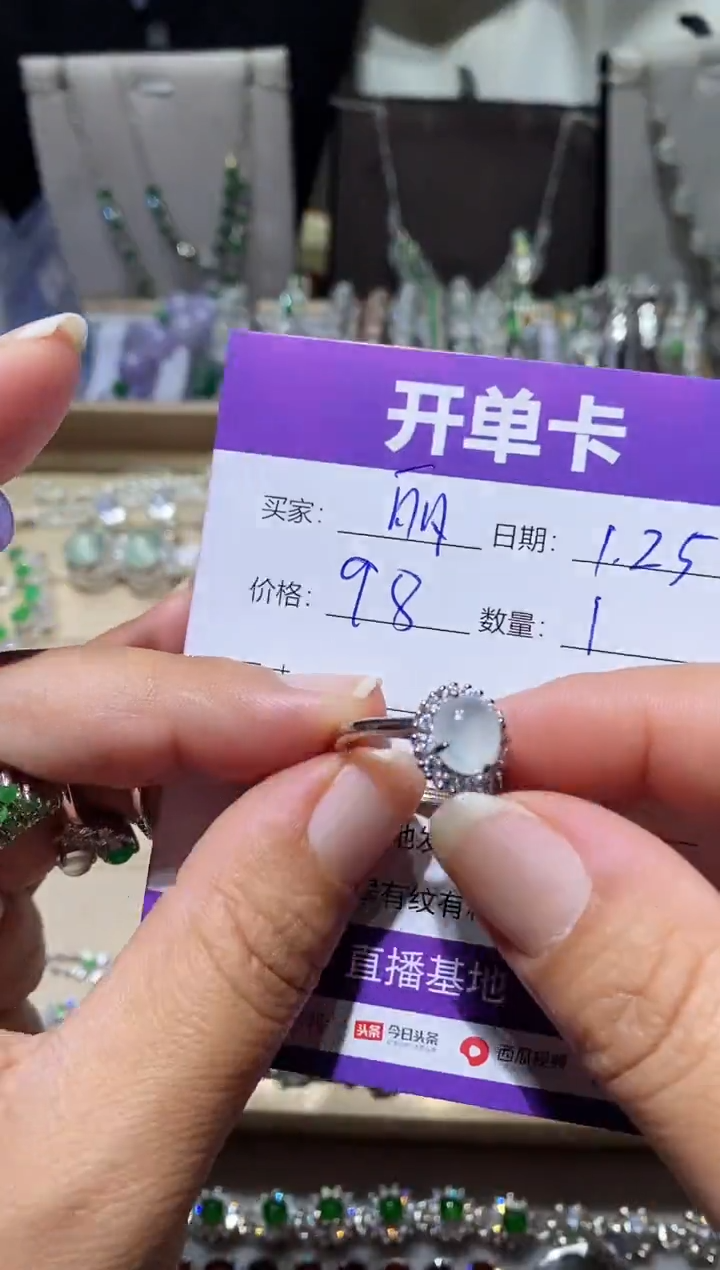 开单卡
买家: 丽 日期: 1.25
价格: 98 数量: 1
有纹有
直播基地
头条 今日头条 西瓜视频